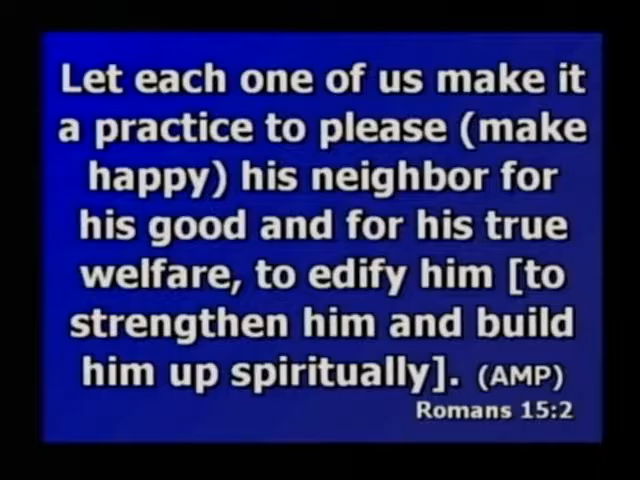 Let each one of us make it
a practice to please (make
happy) his neighbor for
his good and for his true
welfare, to edify him [to
strengthen him and build
him up spiritually]. (AMP)
Romans 15:2